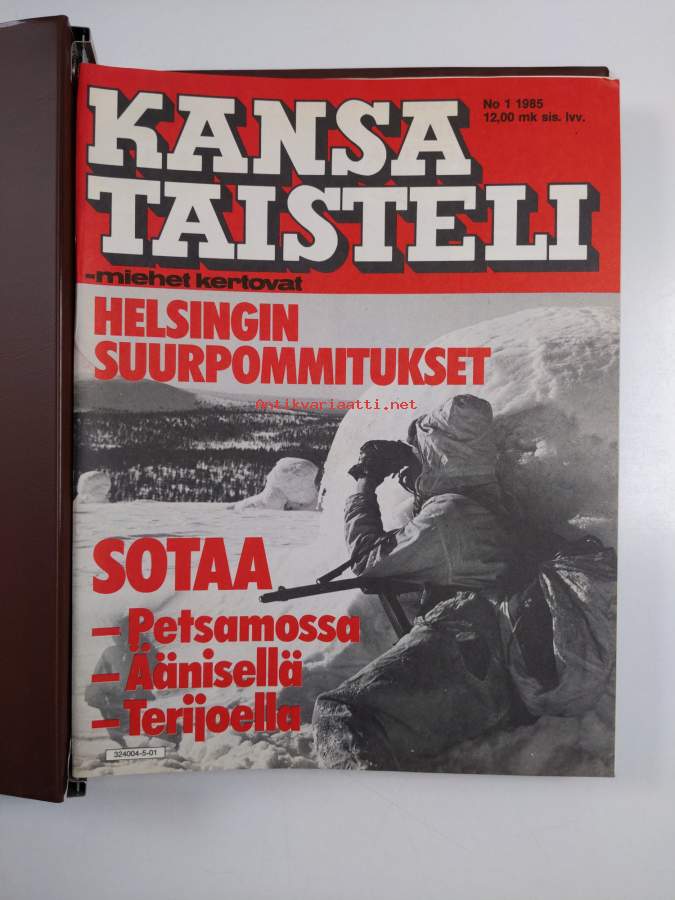 KANSA
TAISTELI
No 1 1985
12,00 mk sis. lvv.
-miehet kertovat
HELSINGIN
SUURPOMMITUKSET
Antikvariaatti.net
SOTAA
– Petsamossa
– Äänisellä
– Terijoella
324004-5-01